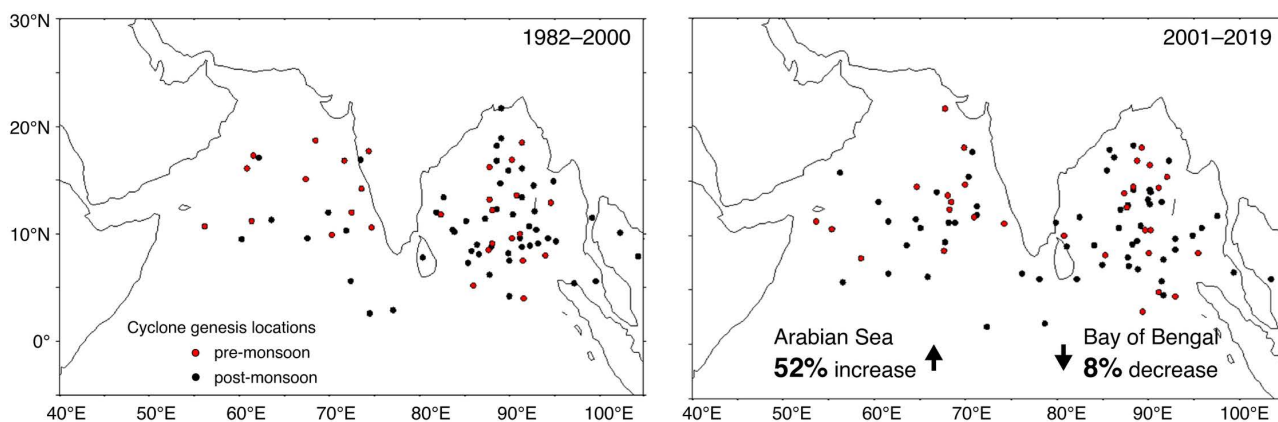 30°N
20°N
10°N
0°
1982–2000
Cyclone genesis locations
pre-monsoon
post-monsoon
40°E 50°E 60°E 70°E 80°E 90°E 100°E
2001–2019
Arabian Sea
52% increase
Bay of Bengal
8% decrease
40°E 50°E 60°E 70°E 80°E 90°E 100°E